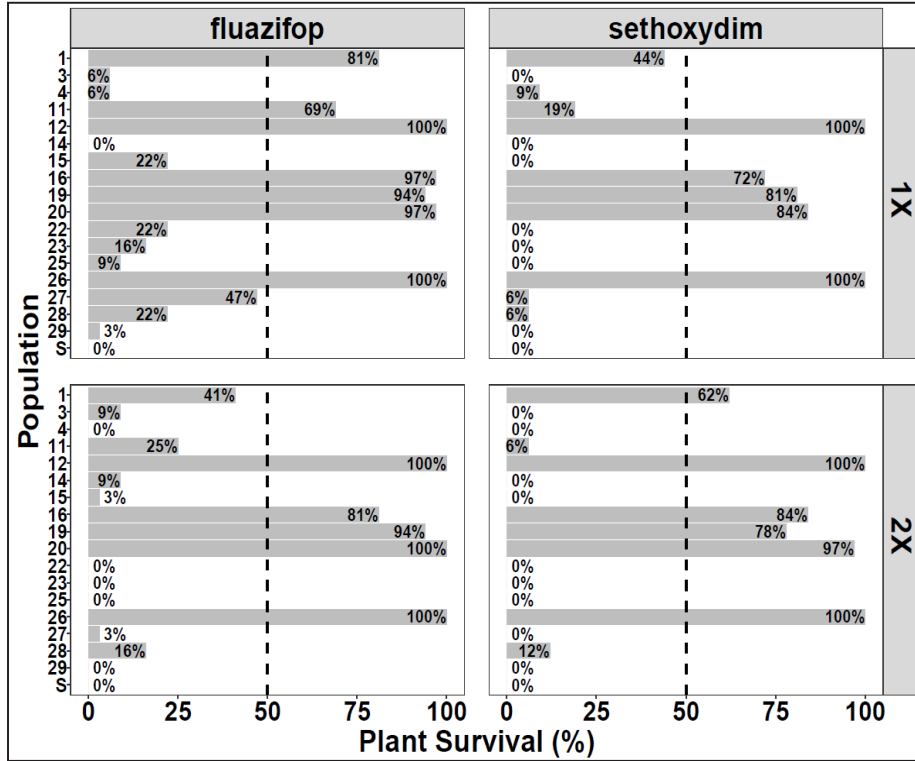 fluazifop sethoxydim
1 81% 44%
3 6% 0%
4 6% 9%
11 69% 19%
12 100% 100%
14 0% 0%
15 22% 0%
16 97% 72%
19 94% 81%
20 97% 84%
22 22% 0%
23 16% 0%
25 9% 0%
26 100% 100%
27 47% 6%
28 22% 6%
29 3% 0%
S 0% 0%
1X
Population
1 41% 62%
3 9% 0%
4 0% 0%
11 25% 6%
12 100% 100%
14 9% 0%
15 3% 0%
16 81% 84%
19 94% 78%
20 100% 97%
22 0% 0%
23 0% 0%
25 0% 0%
26 100% 100%
27 3% 0%
28 16% 12%
29 0% 0%
S 0% 0%
2X
0 25 50 75 100 0 25 50 75 100
Plant Survival (%)